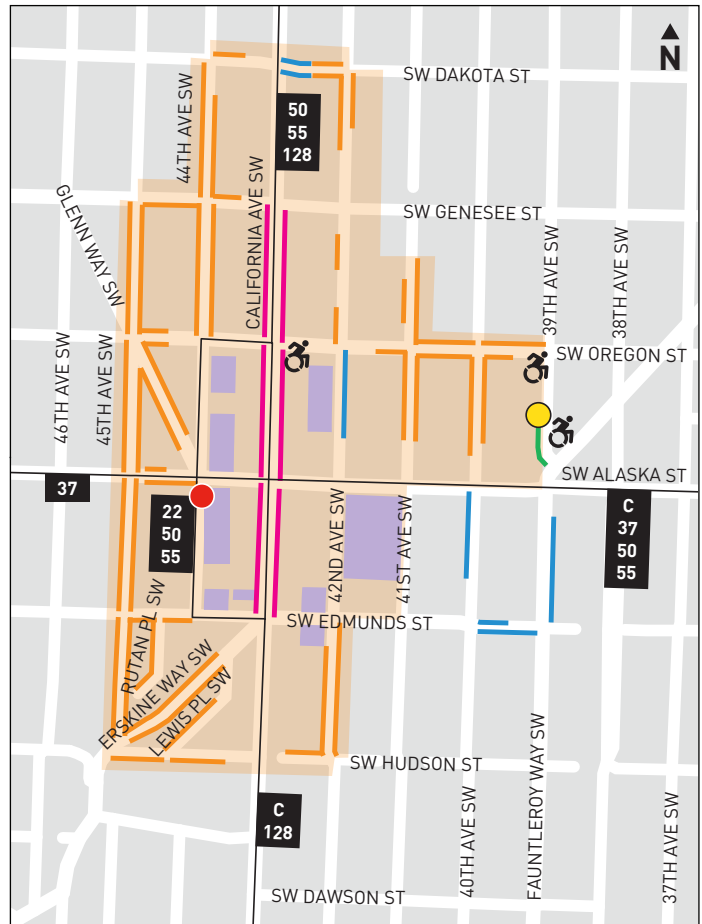 N
SW DAKOTA ST
44TH AVE SW
50
55
128
CALIFORNIA AVE SW
SW GENESEE ST
GLENN WAY SW
39TH AVE SW
38TH AVE SW
46TH AVE SW
45TH AVE SW
SW OREGON ST
SW ALASKA ST
37
22
50
55
42ND AVE SW
41ST AVE SW
C
37
50
55
RUTAN PL SW
SW EDMUNDS ST
ERSKINE WAY SW
LEWIS PL SW
SW HUDSON ST
C
128
40TH AVE SW
FAUNTLEROY WAY SW
37TH AVE SW
SW DAWSON ST